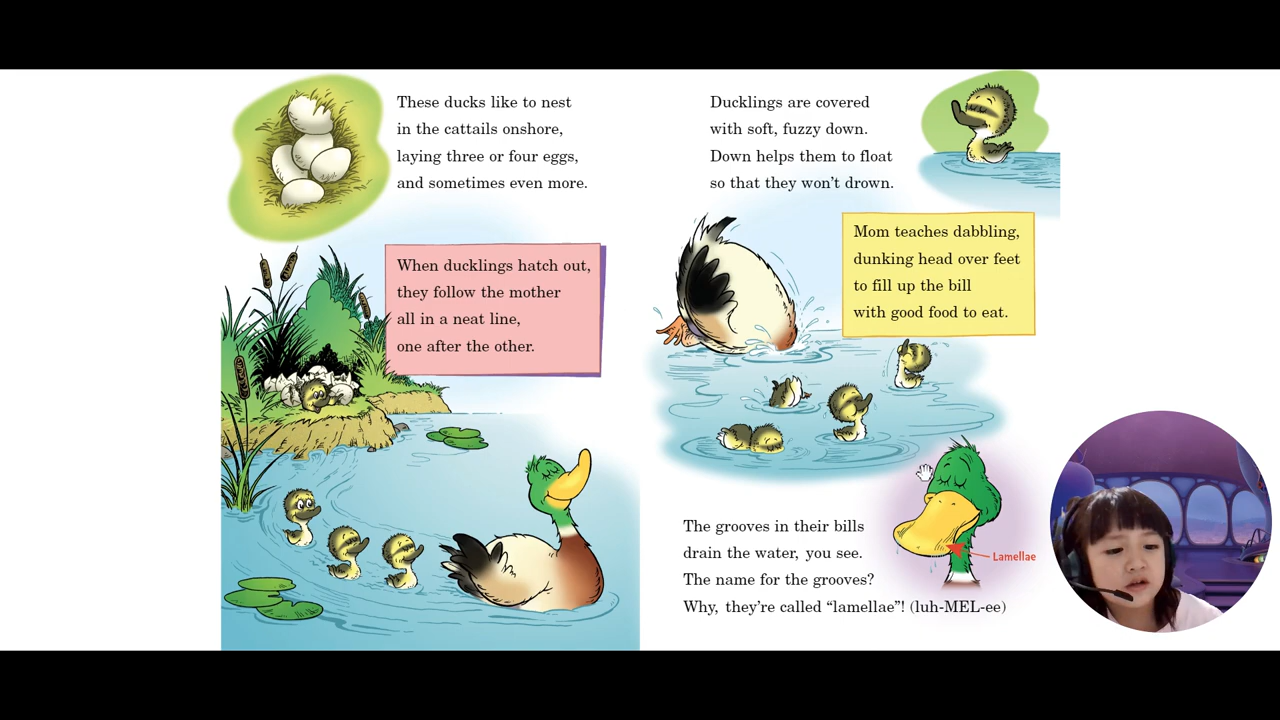 These ducks like to nest
in the cattails onshore,
laying three or four eggs,
and sometimes even more.
When ducklings hatch out,
they follow the mother
all in a neat line,
one after the other.
Ducklings are covered
with soft, fuzzy down.
Down helps them to float
so that they won’t drown.
Mom teaches dabbling,
dunking head over feet
to fill up the bill
with good food to eat.
The grooves in their bills
drain the water, you see.
The name for the grooves?
Why, they’re called “lamellae”! (luh-MEL-ee)
Lamellae